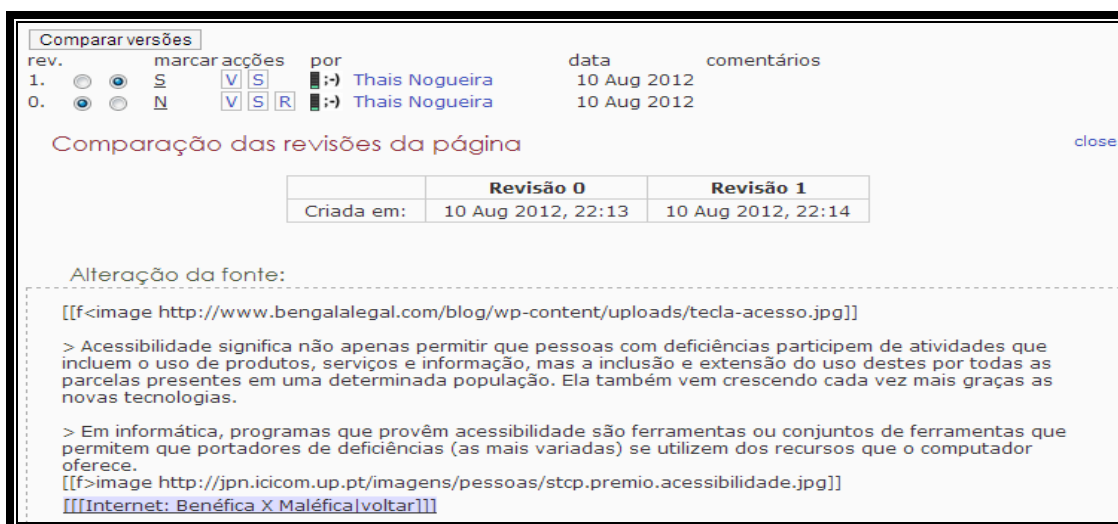 Comparar versões
rev. marcar acções por data comentários
1. S V S ;-) Thais Nogueira 10 Aug 2012
0. N V S R ;-) Thais Nogueira 10 Aug 2012
Comparação das revisões da página close
Revisão 0 Revisão 1
Criada em: 10 Aug 2012, 22:13 10 Aug 2012, 22:14
Alteração da fonte:
[[f<image http://www.bengalalegal.com/blog/wp-content/uploads/tecla-acesso.jpg]]
> Acessibilidade significa não apenas permitir que pessoas com deficiências participem de atividades que
incluem o uso de produtos, serviços e informação, mas a inclusão e extensão do uso destes por todas as
parcelas presentes em uma determinada população. Ela também vem crescendo cada vez mais graças as
novas tecnologias.
> Em informática, programas que provêm acessibilidade são ferramentas ou conjuntos de ferramentas que
permitem que portadores de deficiências (as mais variadas) se utilizem dos recursos que o computador
oferece.
[[f>image http://jpn.icicom.up.pt/imagens/pessoas/stcp.premio.acessibilidade.jpg]]
[[[Internet: Benéfica X Maléfica|voltar]]]